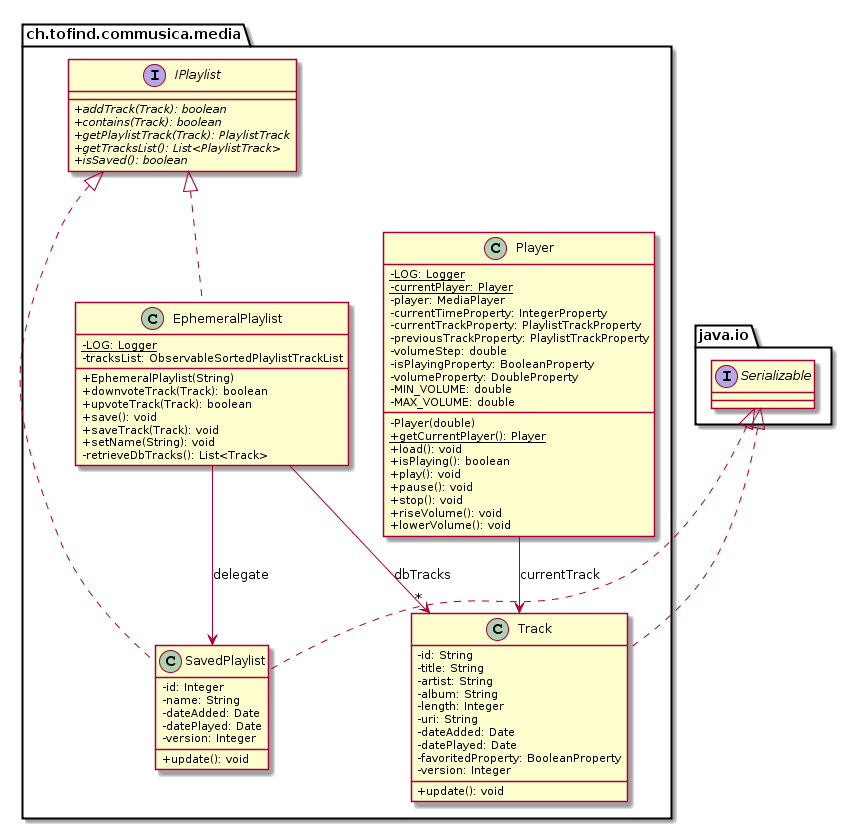 ch.tofind.commusica.media
I IPlaylist
+addTrack(Track): boolean
+contains(Track): boolean
+getPlaylistTrack(Track): PlaylistTrack
+getTracksList(): List<PlaylistTrack>
+isSaved(): boolean
C Player
-LOG: Logger
-currentPlayer: Player
-player: MediaPlayer
-currentTimeProperty: IntegerProperty
-currentTrackProperty: PlaylistTrackProperty
-previousTrackProperty: PlaylistTrackProperty
-volumeStep: double
-isPlayingProperty: BooleanProperty
-volumeProperty: DoubleProperty
-MIN_VOLUME: double
-MAX_VOLUME: double
-Player(double)
+getCurrentPlayer(): Player
+load(): void
+isPlaying(): boolean
+play(): void
+pause(): void
+stop(): void
+riseVolume(): void
+lowerVolume(): void
C EphemeralPlaylist
-LOG: Logger
-tracksList: ObservableSortedPlaylistTrackList
+EphemeralPlaylist(String)
+downvoteTrack(Track): boolean
+upvoteTrack(Track): boolean
+save(): void
+saveTrack(Track): void
+setName(String): void
-retrieveDbTracks(): List<Track>
java.io
I Serializable
delegate
dbTracks
*
currentTrack
C SavedPlaylist
-id: Integer
-name: String
-dateAdded: Date
-datePlayed: Date
-version: Integer
+update(): void
C Track
-id: String
-title: String
-artist: String
-album: String
-length: Integer
-uri: String
-dateAdded: Date
-datePlayed: Date
-favoritedProperty: BooleanProperty
-version: Integer
+update(): void